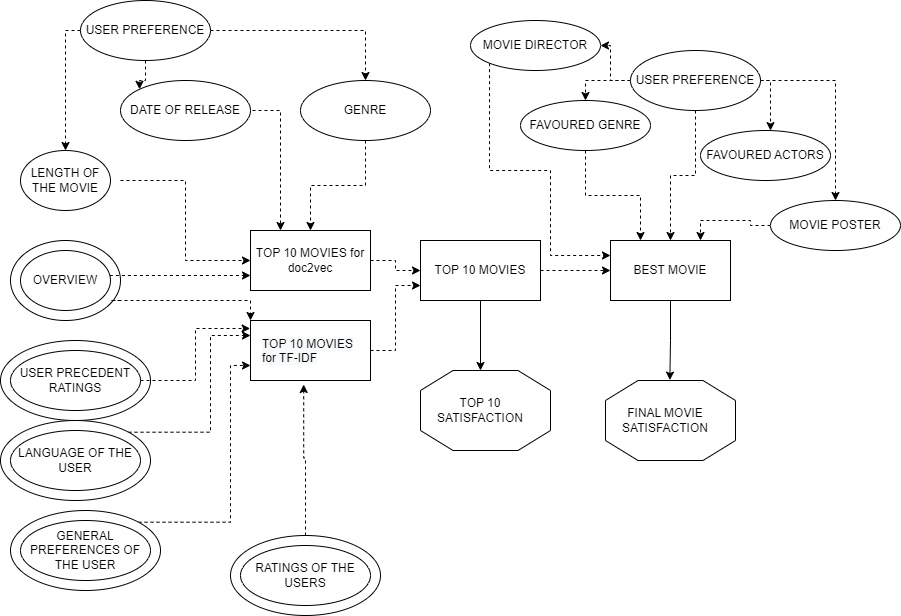 USER PREFERENCE
MOVIE DIRECTOR
USER PREFERENCE
DATE OF RELEASE
GENRE
FAVOURED GENRE
FAVOURED ACTORS
LENGTH OF
THE MOVIE
MOVIE POSTER
TOP 10 MOVIES for
doc2vec
TOP 10 MOVIES
BEST MOVIE
OVERVIEW
TOP 10 MOVIES
for TF-IDF
USER PRECEDENT
RATINGS
TOP 10
SATISFACTION
FINAL MOVIE
SATISFACTION
LANGUAGE OF THE
USER
GENERAL
PREFERENCES OF
THE USER
RATINGS OF THE
USERS